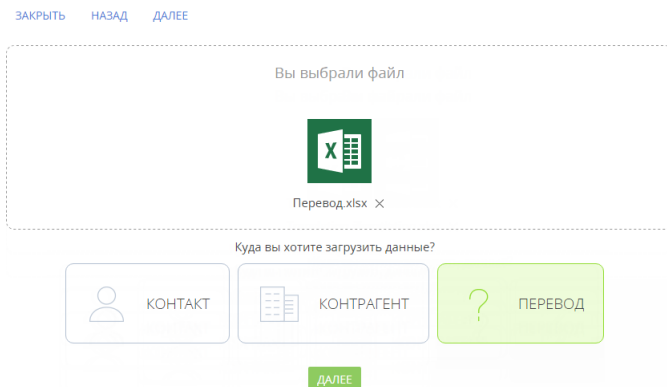 ЗАКРЫТЬ НАЗАД ДАЛЕЕ
Вы выбрали файл
X
Перевод.xlsx ×
Куда вы хотите загрузить данные?
КОНТАКТ КОНТРАГЕНТ ? ПЕРЕВОД
ДАЛЕЕ